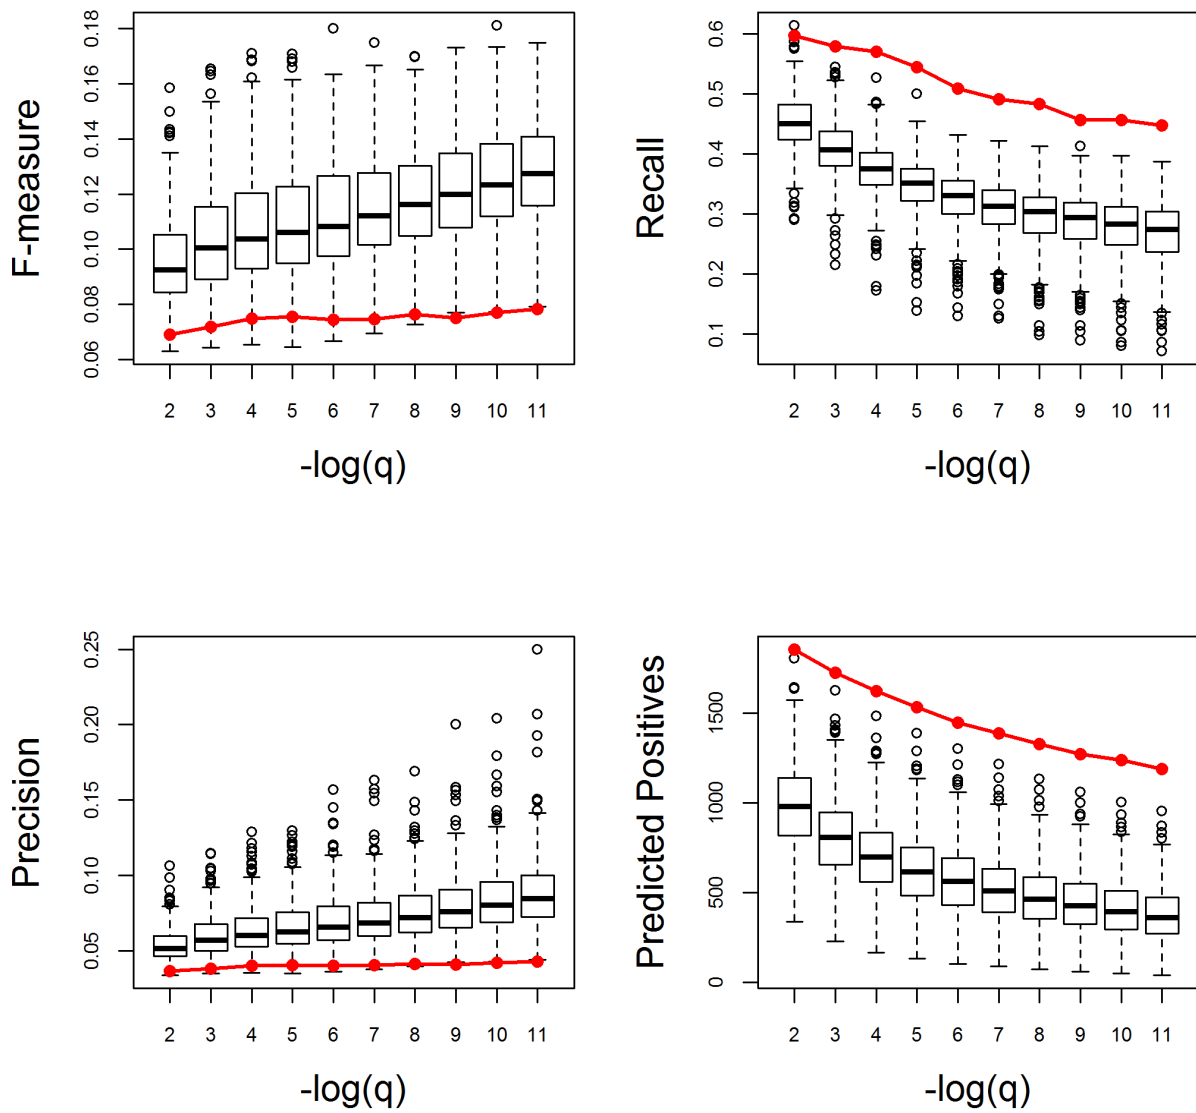 F-measure
0.06 0.08 0.10 0.12 0.14 0.16 0.18
2 3 4 5 6 7 8 9 10 11
-log(q)
Recall
0.1 0.2 0.3 0.4 0.5 0.6
2 3 4 5 6 7 8 9 10 11
-log(q)
Precision
0.05 0.10 0.15 0.20 0.25
2 3 4 5 6 7 8 9 10 11
-log(q)
Predicted Positives
0 500 1000 1500
2 3 4 5 6 7 8 9 10 11
-log(q)